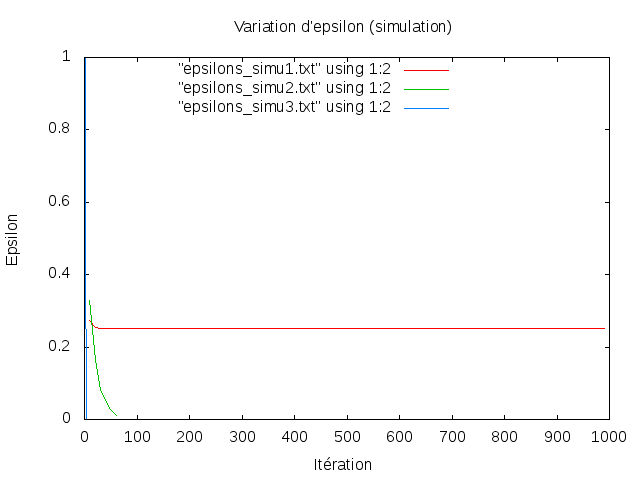 Variation d'epsilon (simulation)
"epsilons_simu1.txt" using 1:2
"epsilons_simu2.txt" using 1:2
"epsilons_simu3.txt" using 1:2
1
0.8
0.6
0.4
0.2
0
Epsilon
0 100 200 300 400 500 600 700 800 900 1000
Itération